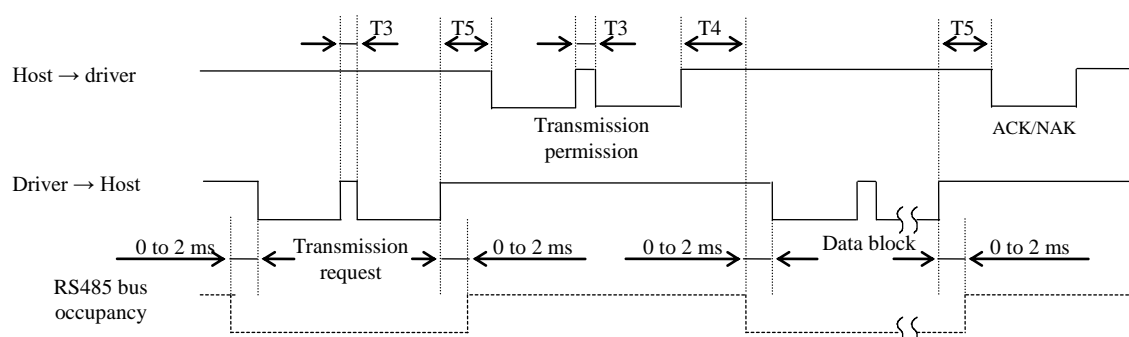 T3 T5 T3 T4 T5
Host → driver
Transmission
permission
ACK/NAK
Driver → Host
0 to 2 ms Transmission
request 0 to 2 ms 0 to 2 ms Data block 0 to 2 ms
RS485 bus
occupancy